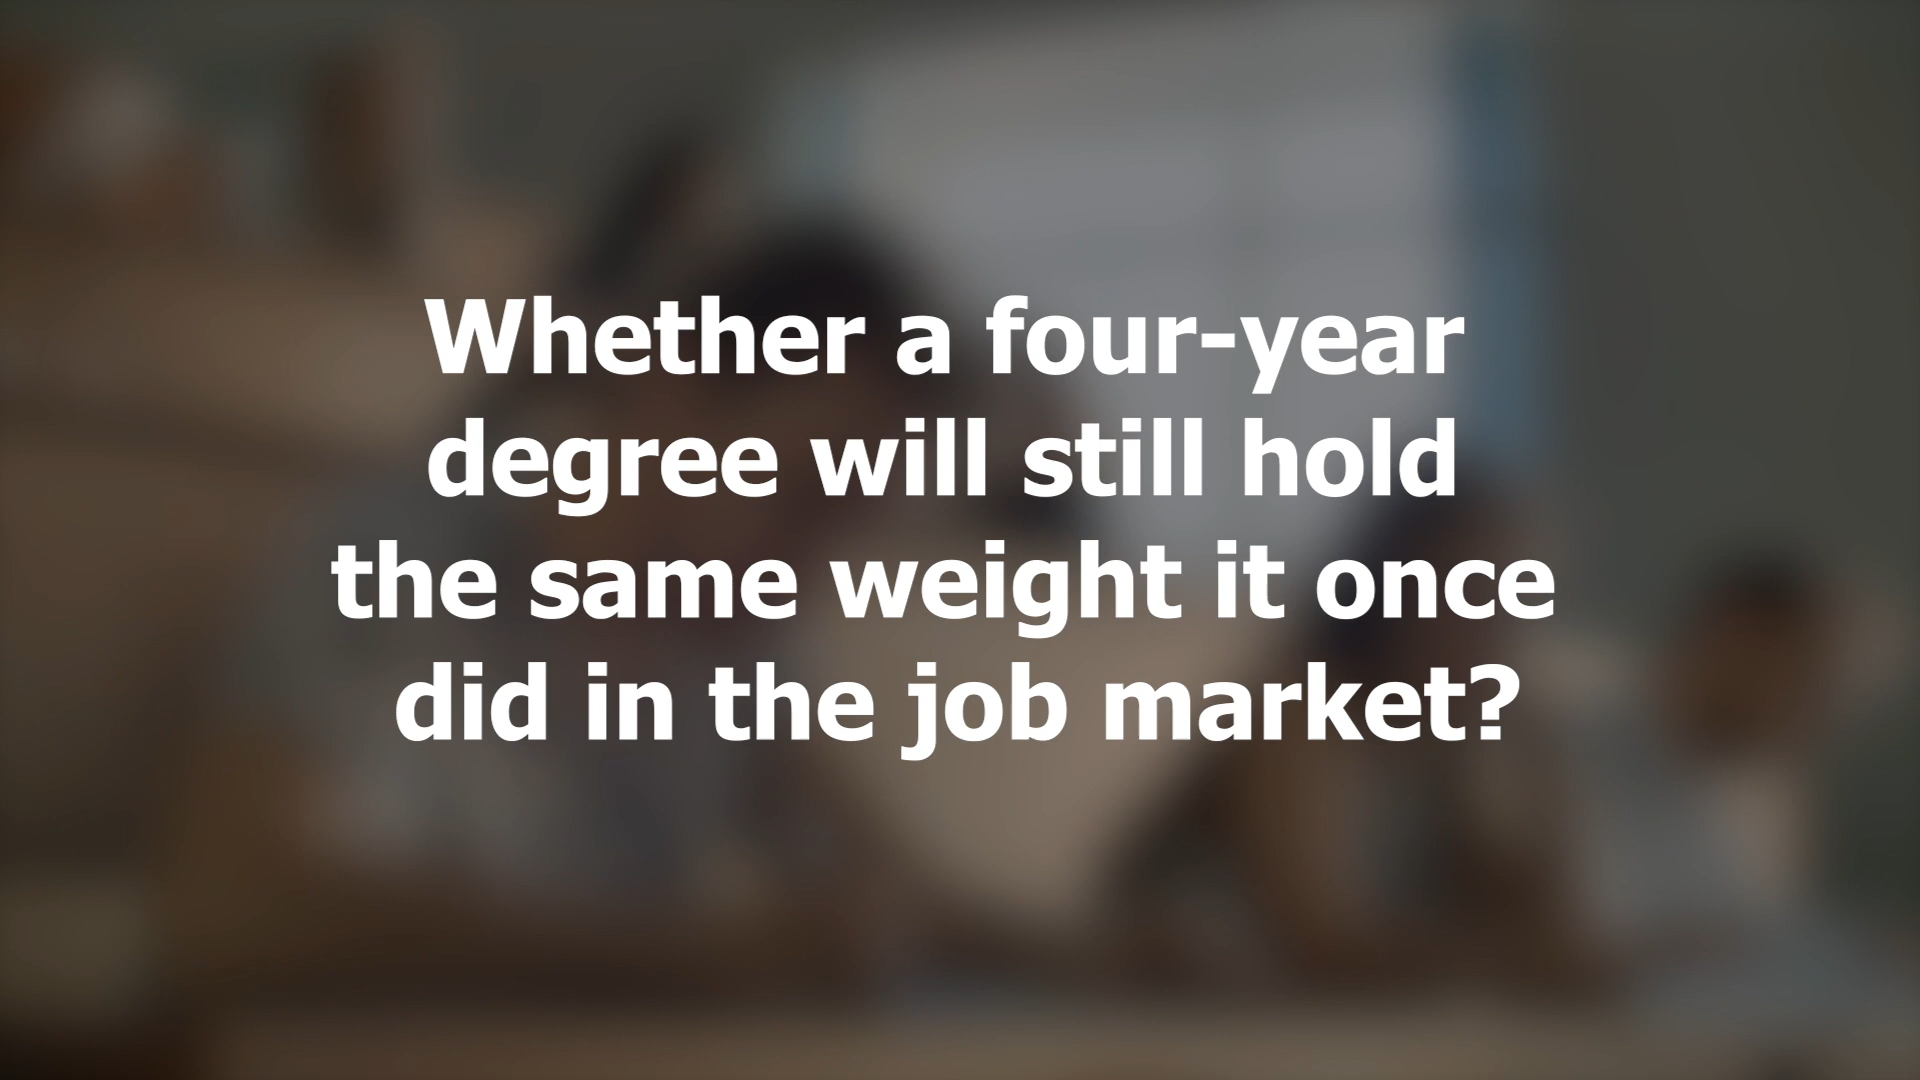 Whether a four-year
degree will still hold
the same weight it once
did in the job market?